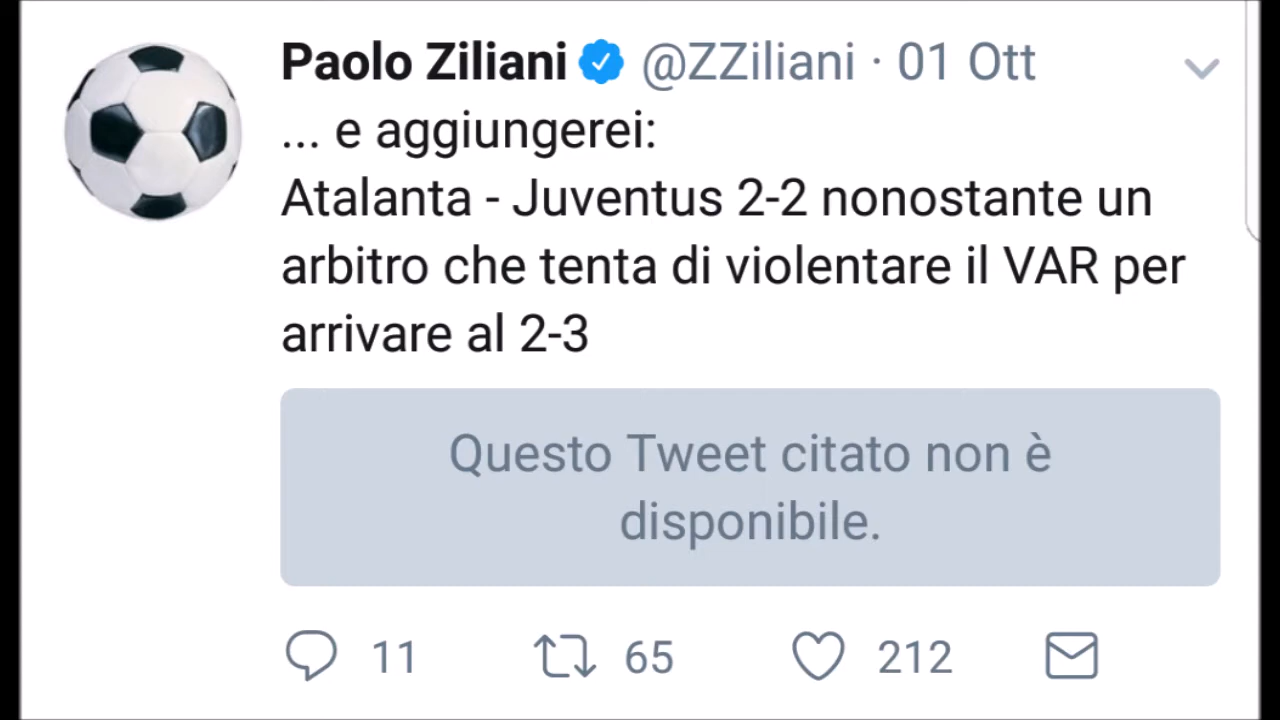 Paolo Ziliani @ZZiliani · 01 Ott
... e aggiungerei:
Atalanta - Juventus 2-2 nonostante un
arbitro che tenta di violentare il VAR per
arrivare al 2-3
Questo Tweet citato non è
disponibile.
11 65 212